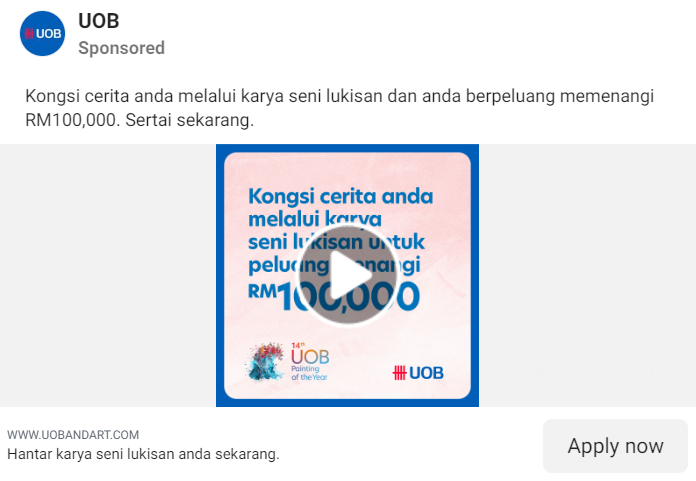 UOB
UOB
Sponsored
Kongsi cerita anda melalui karya seni lukisan dan anda berpeluang memenangi
RM100,000. Sertai sekarang.
Kongsi cerita anda
melalui karya
seni lukisan untuk
peluang menangi
RM100,000
14th
UOB
Painting
of the Year
UOB
WWW.UOBANDART.COM
Hantar karya seni lukisan anda sekarang.
Apply now